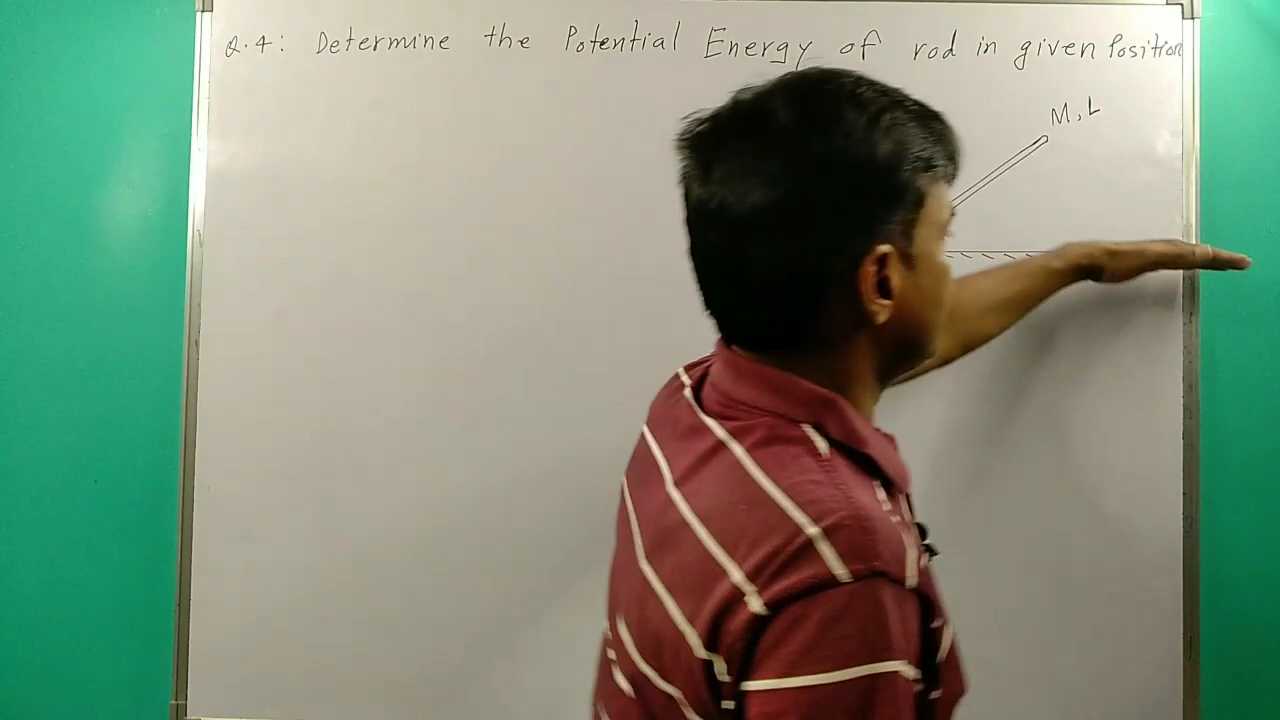 Q.4: Determine the Potential Energy of rod in given Position
M, L